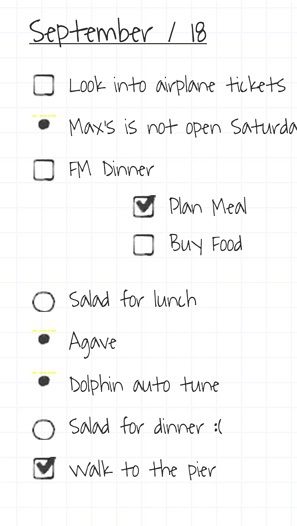 September / 18
Look into airplane tickets
Max's is not open Saturda
FM Dinner
Plan Meal
Buy Food
Salad for lunch
Agave
Dolphin auto tune
Salad for dinner :(
Walk to the pier